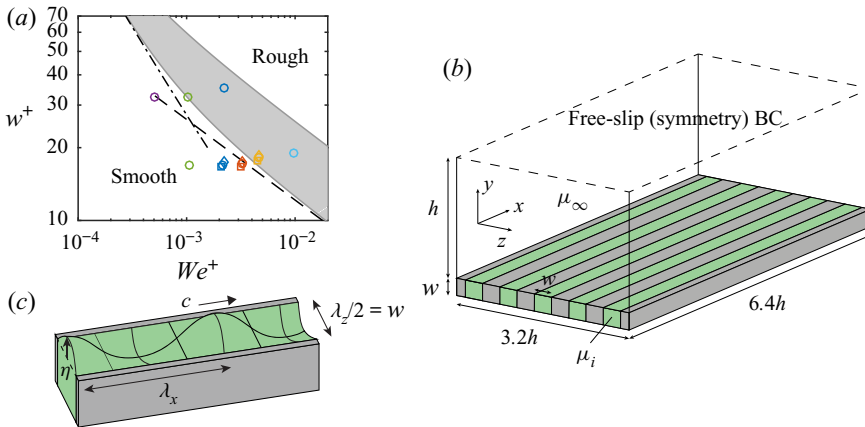 (a)
70
60
50
40
30
20
10
w⁺
Rough
Smooth
10⁻⁴
10⁻³
10⁻²
We⁺
(b)
Free-slip (symmetry) BC
h
y
x
z
μ∞
w
w
3.2h
6.4h
μᵢ
(c)
c
λz/2 = w
η
λx